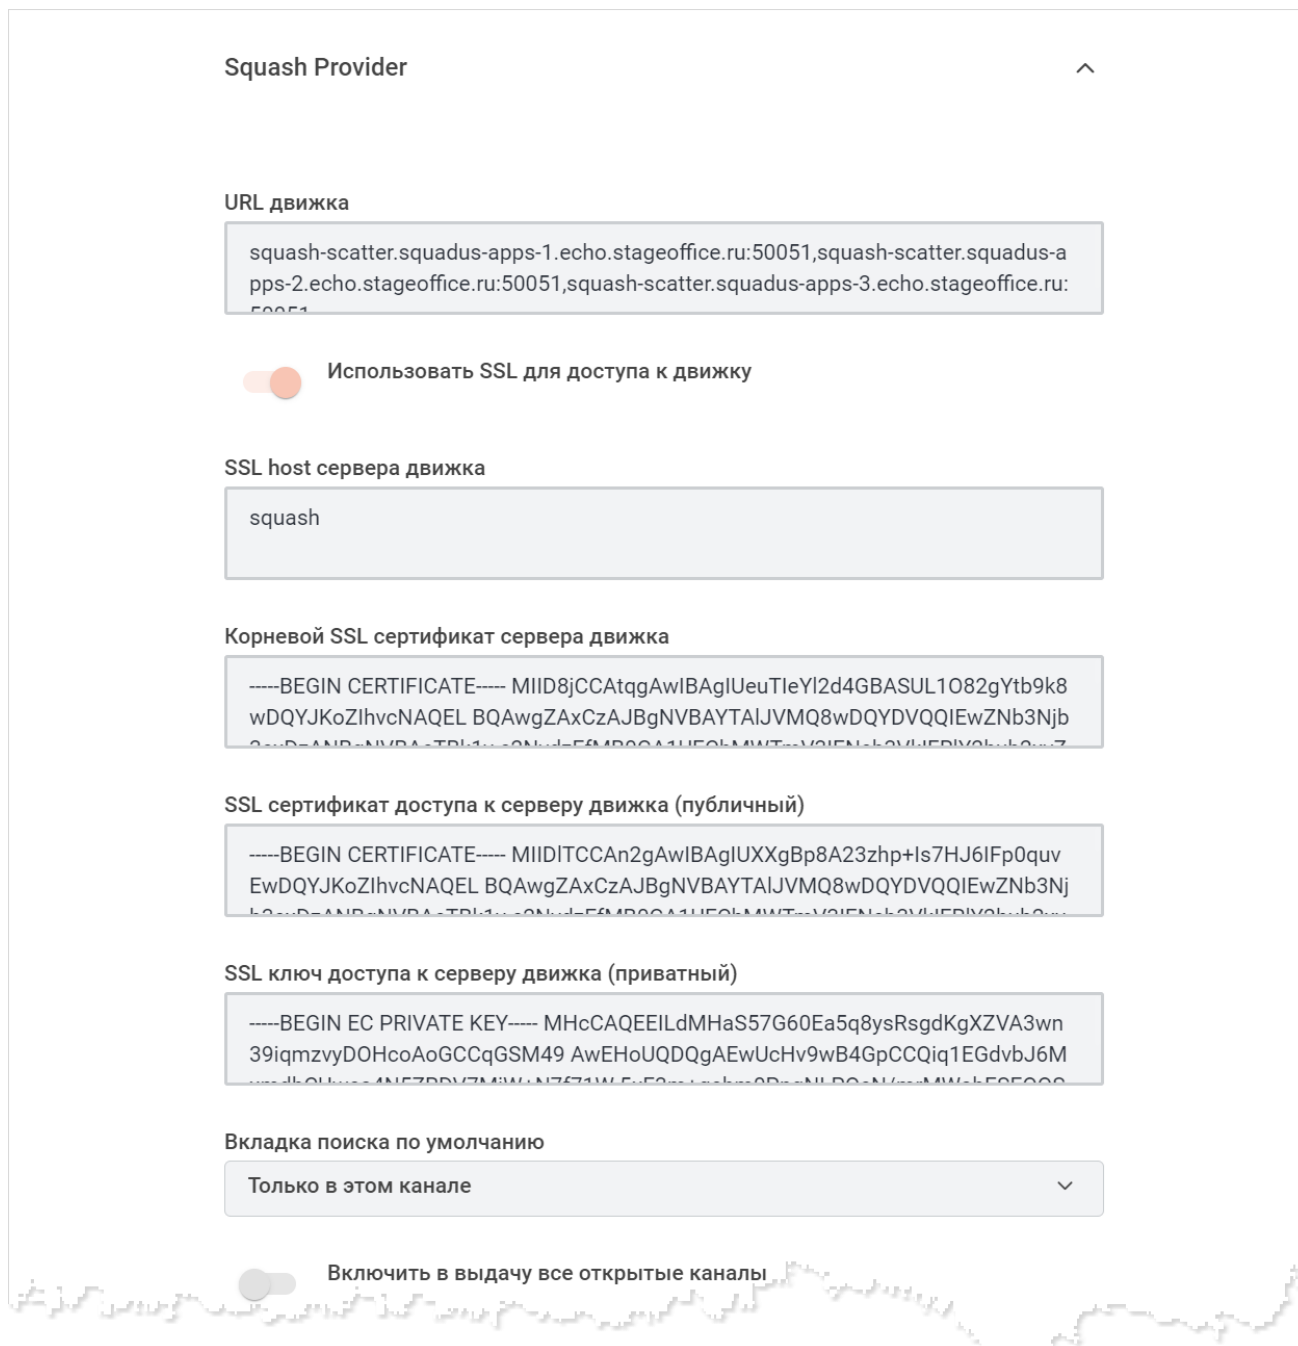 Squash Provider
URL движка
squash-scatter.squadus-apps-1.echo.stageoffice.ru:50051,squash-scatter.squadus-a
pps-2.echo.stageoffice.ru:50051,squash-scatter.squadus-apps-3.echo.stageoffice.ru:
50051
Использовать SSL для доступа к движку
SSL host сервера движка
squash
Корневой SSL сертификат сервера движка
-----BEGIN CERTIFICATE----- MIID8jCCAtqgAwIBAgIUeuTIeYl2d4GBASUL1O82gYtb9k8
wDQYJKoZIhvcNAQEL BQAwgZAxCzAJBgNVBAYTAlJVMQ8wDQYDVQQIEwZNb3Njb
SSL сертификат доступа к серверу движка (публичный)
-----BEGIN CERTIFICATE----- MIIDlTCCAn2gAwIBAgIUXXgBp8A23zhp+Is7HJ6IFp0quv
EwDQYJKoZIhvcNAQEL BQAwgZAxCzAJBgNVBAYTAlJVMQ8wDQYDVQQIEwZNb3Nj
SSL ключ доступа к серверу движка (приватный)
-----BEGIN EC PRIVATE KEY----- MHcCAQEEILdMHaS57G60Ea5q8ysRsgdKgXZVA3wn
39iqmzvyDOHcoAoGCCqGSM49 AwEHoUQDQgAEwUcHv9wB4GpCCQiq1EGdvbJ6M
Вкладка поиска по умолчанию
Только в этом канале
Включить в выдачу все открытые каналы